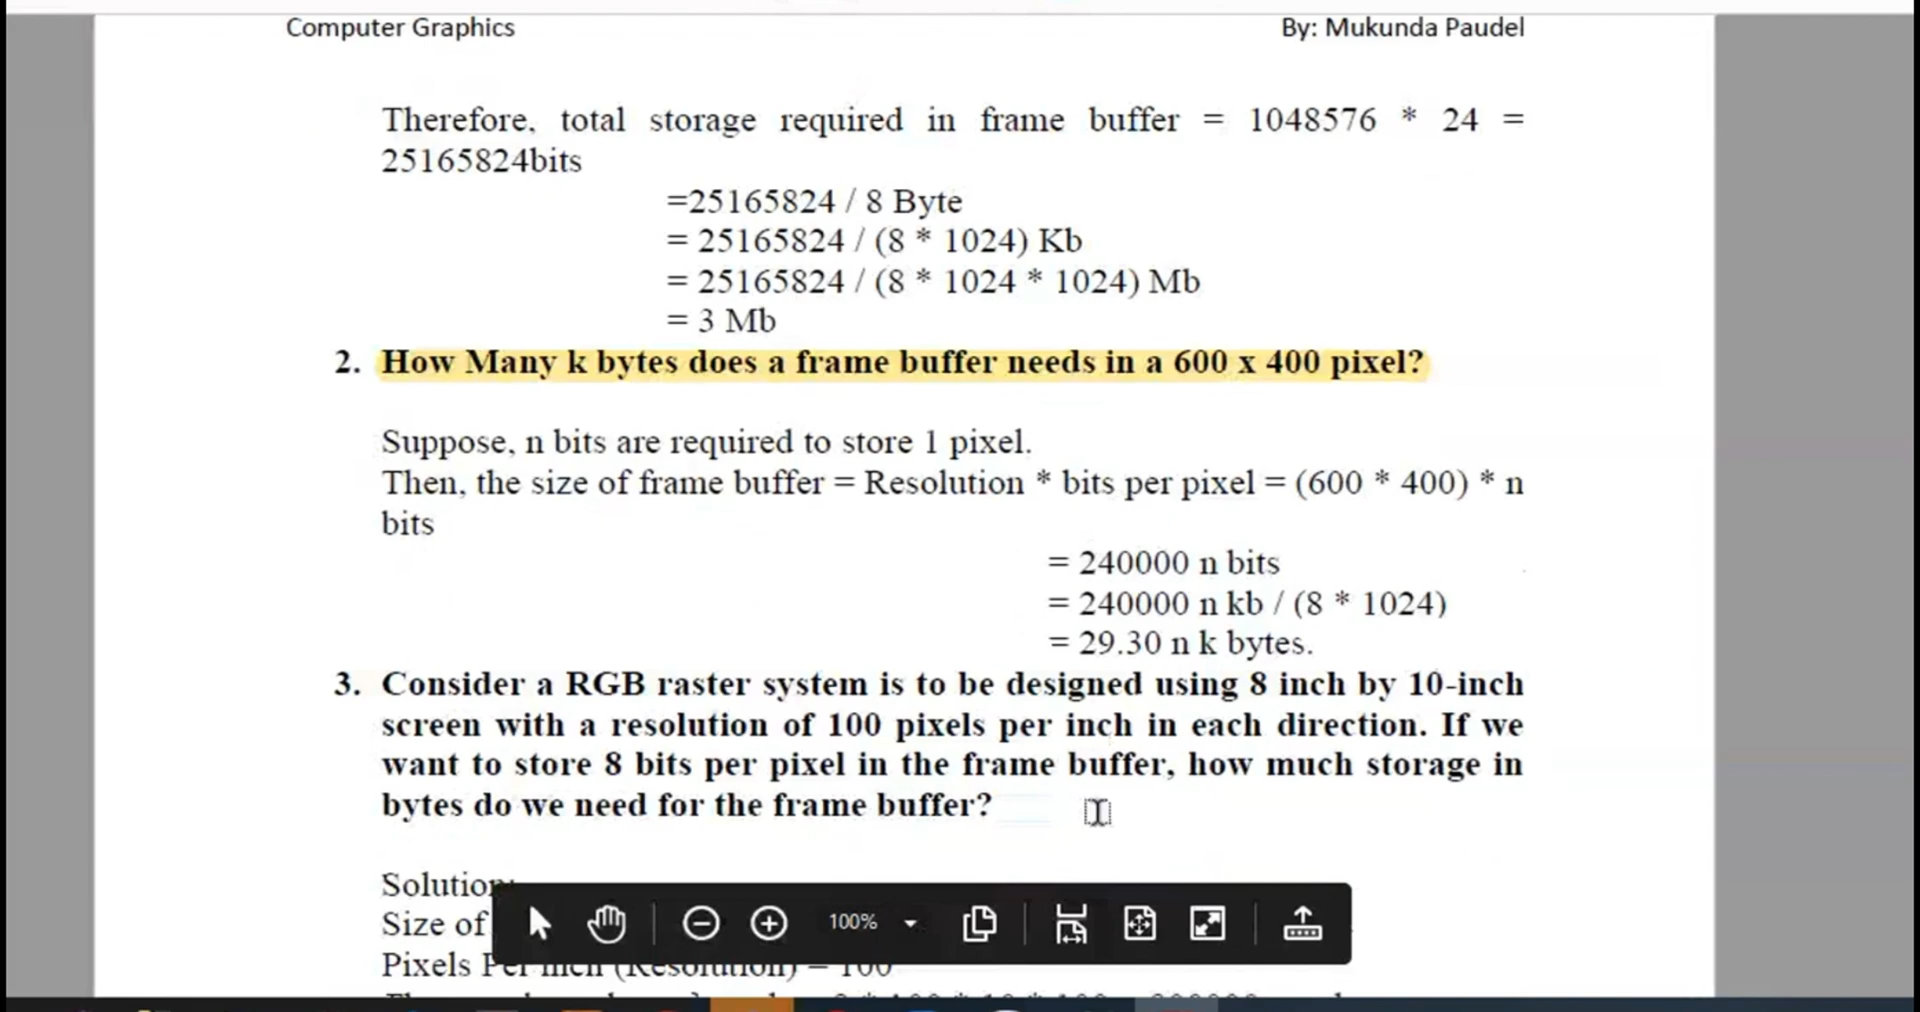 Computer Graphics By: Mukunda Paudel
Therefore, total storage required in frame buffer = 1048576 * 24 =
25165824bits
=25165824 / 8 Byte
= 25165824 / (8 * 1024) Kb
= 25165824 / (8 * 1024 * 1024) Mb
= 3 Mb
2. How Many k bytes does a frame buffer needs in a 600 x 400 pixel?
Suppose, n bits are required to store 1 pixel.
Then, the size of frame buffer = Resolution * bits per pixel = (600 * 400) * n
bits
= 240000 n bits
= 240000 n kb / (8 * 1024)
= 29.30 n k bytes.
3. Consider a RGB raster system is to be designed using 8 inch by 10-inch
screen with a resolution of 100 pixels per inch in each direction. If we
want to store 8 bits per pixel in the frame buffer, how much storage in
bytes do we need for the frame buffer?
Solution:
Size of
100%
Pixels Per inch (Resolution) = 100